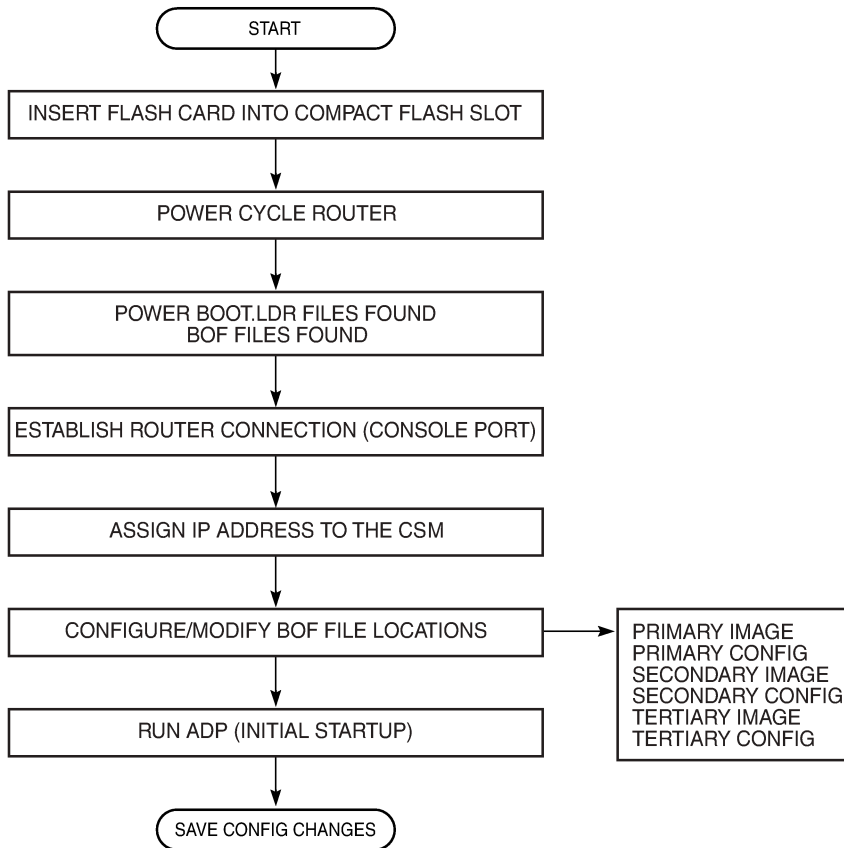 START
INSERT FLASH CARD INTO COMPACT FLASH SLOT
POWER CYCLE ROUTER
POWER BOOT.LDR FILES FOUND
BOF FILES FOUND
ESTABLISH ROUTER CONNECTION (CONSOLE PORT)
ASSIGN IP ADDRESS TO THE CSM
CONFIGURE/MODIFY BOF FILE LOCATIONS
PRIMARY IMAGE
PRIMARY CONFIG
SECONDARY IMAGE
SECONDARY CONFIG
TERTIARY IMAGE
TERTIARY CONFIG
RUN ADP (INITIAL STARTUP)
SAVE CONFIG CHANGES